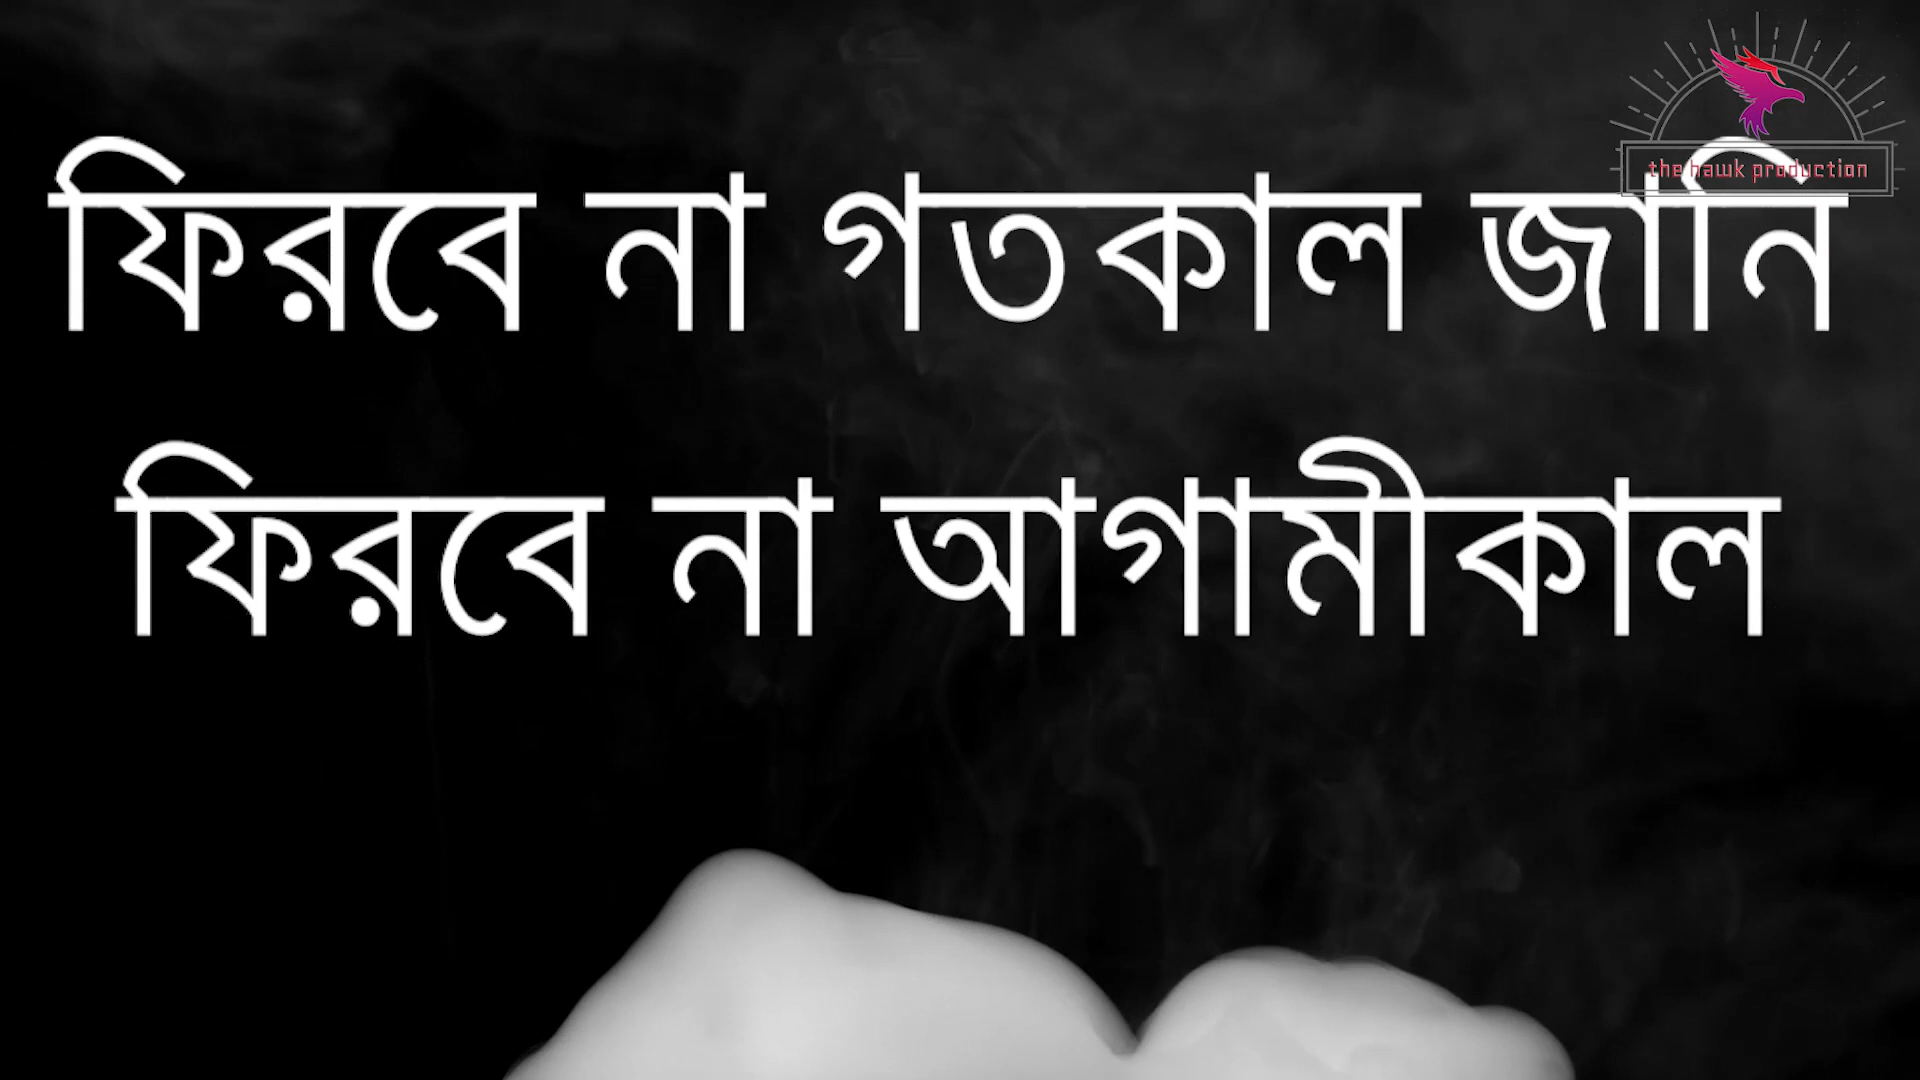 the hawk production
ফিরবে না গতকাল জানি
ফিরবে না আগামীকাল